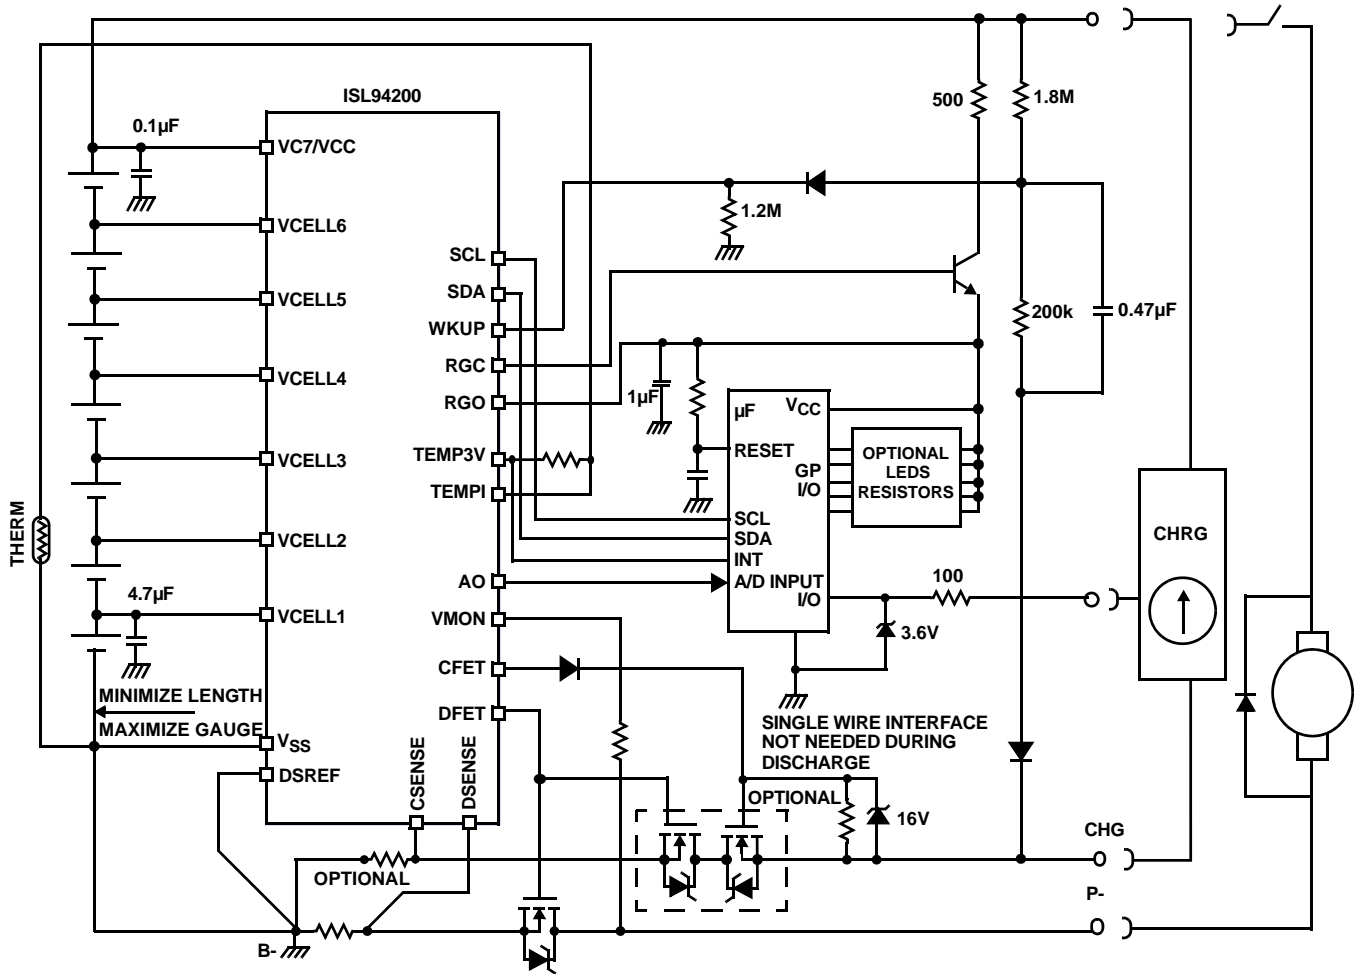 ISL94200
0.1µF
VC7/VCC
VCELL6
VCELL5
VCELL4
VCELL3
VCELL2
4.7µF
VCELL1
THERM
MINIMIZE LENGTH
MAXIMIZE GAUGE
VSS
DSREF
CSENSE
DSENSE
SCL
SDA
WKUP
RGC
RGO
TEMP3V
TEMPI
AO
VMON
CFET
DFET
500
1.8M
1.2M
200k
0.47µF
1µF
µF
VCC
RESET
GP
I/O
SCL
SDA
INT
A/D INPUT
I/O
OPTIONAL
LEDS
RESISTORS
100
3.6V
CHRG
SINGLE WIRE INTERFACE
NOT NEEDED DURING
DISCHARGE
OPTIONAL
16V
CHG
P-
OPTIONAL
B-